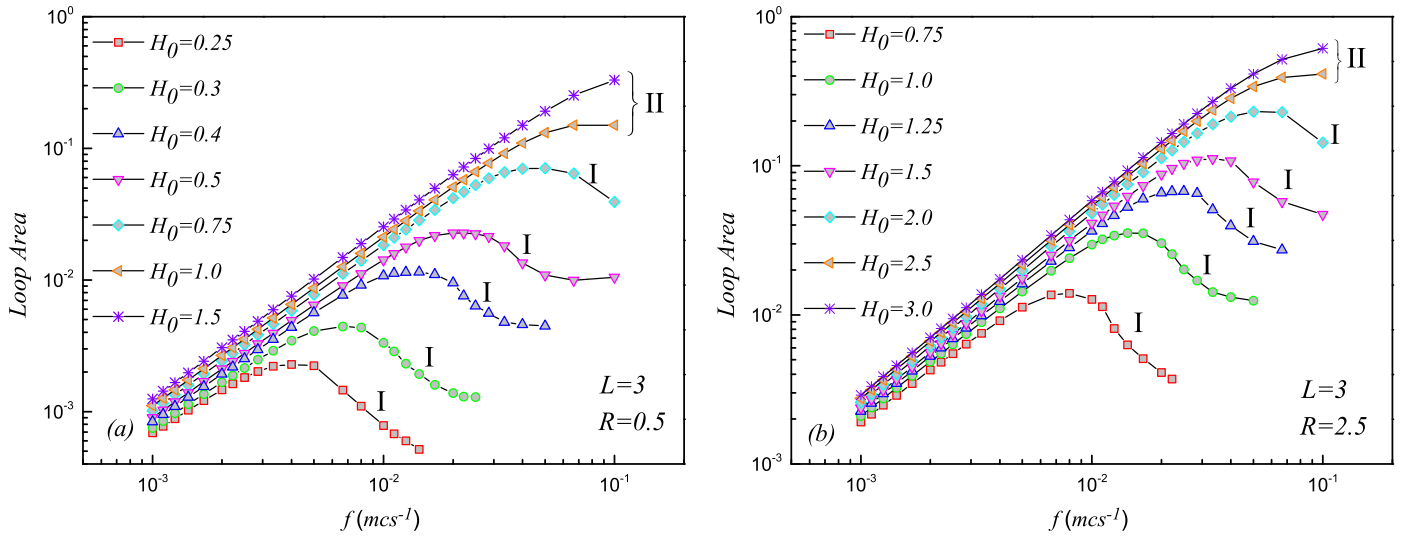 10⁰
10⁻¹
10⁻²
10⁻³
Loop Area
H₀=0.25
H₀=0.3
H₀=0.4
H₀=0.5
H₀=0.75
H₀=1.0
H₀=1.5
II
I
I
I
I
I
L=3
R=0.5
(a)
10⁻³
10⁻²
10⁻¹
f (mcs⁻¹)
10⁰
10⁻¹
10⁻²
10⁻³
Loop Area
H₀=0.75
H₀=1.0
H₀=1.25
H₀=1.5
H₀=2.0
H₀=2.5
H₀=3.0
II
I
I
I
I
I
L=3
R=2.5
(b)
10⁻³
10⁻²
10⁻¹
f (mcs⁻¹)